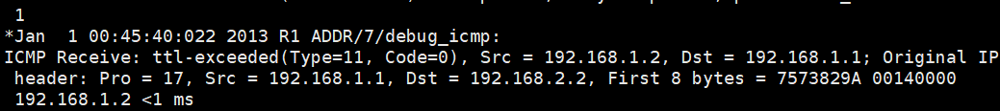 1
*Jan  1 00:45:40:022 2013 R1 ADDR/7/debug_icmp:
ICMP Receive: ttl-exceeded(Type=11, Code=0), Src = 192.168.1.2, Dst = 192.168.1.1; Original IP
header: Pro = 17, Src = 192.168.1.1, Dst = 192.168.2.2, First 8 bytes = 7573829A 00140000
192.168.1.2 <1 ms